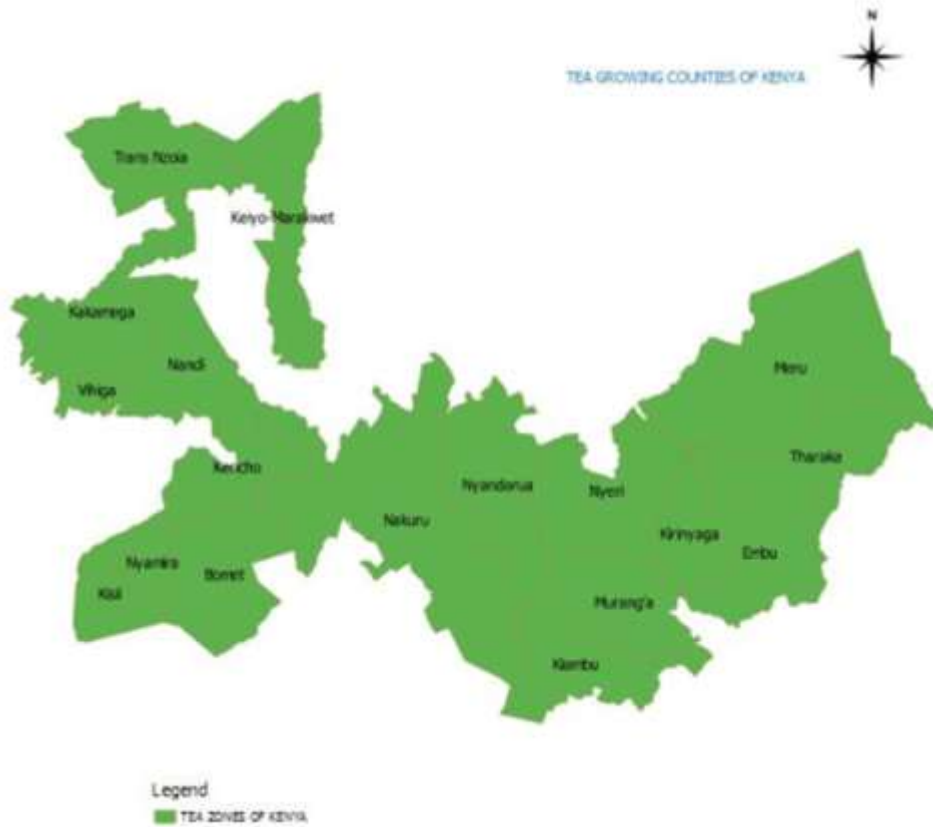 N
TEA GROWING COUNTIES OF KENYA
Trans Nzoia
Keiyo-Marakwet
Kakamega
Nandi
Vihiga
Meru
Tharaka
Kericho
Nyandarua
Nyeri
Nakuru
Kirinyaga
Embu
Nyamira
Bomet
Kisii
Murang'a
Kiambu
Legend
TEA ZONES OF KENYA